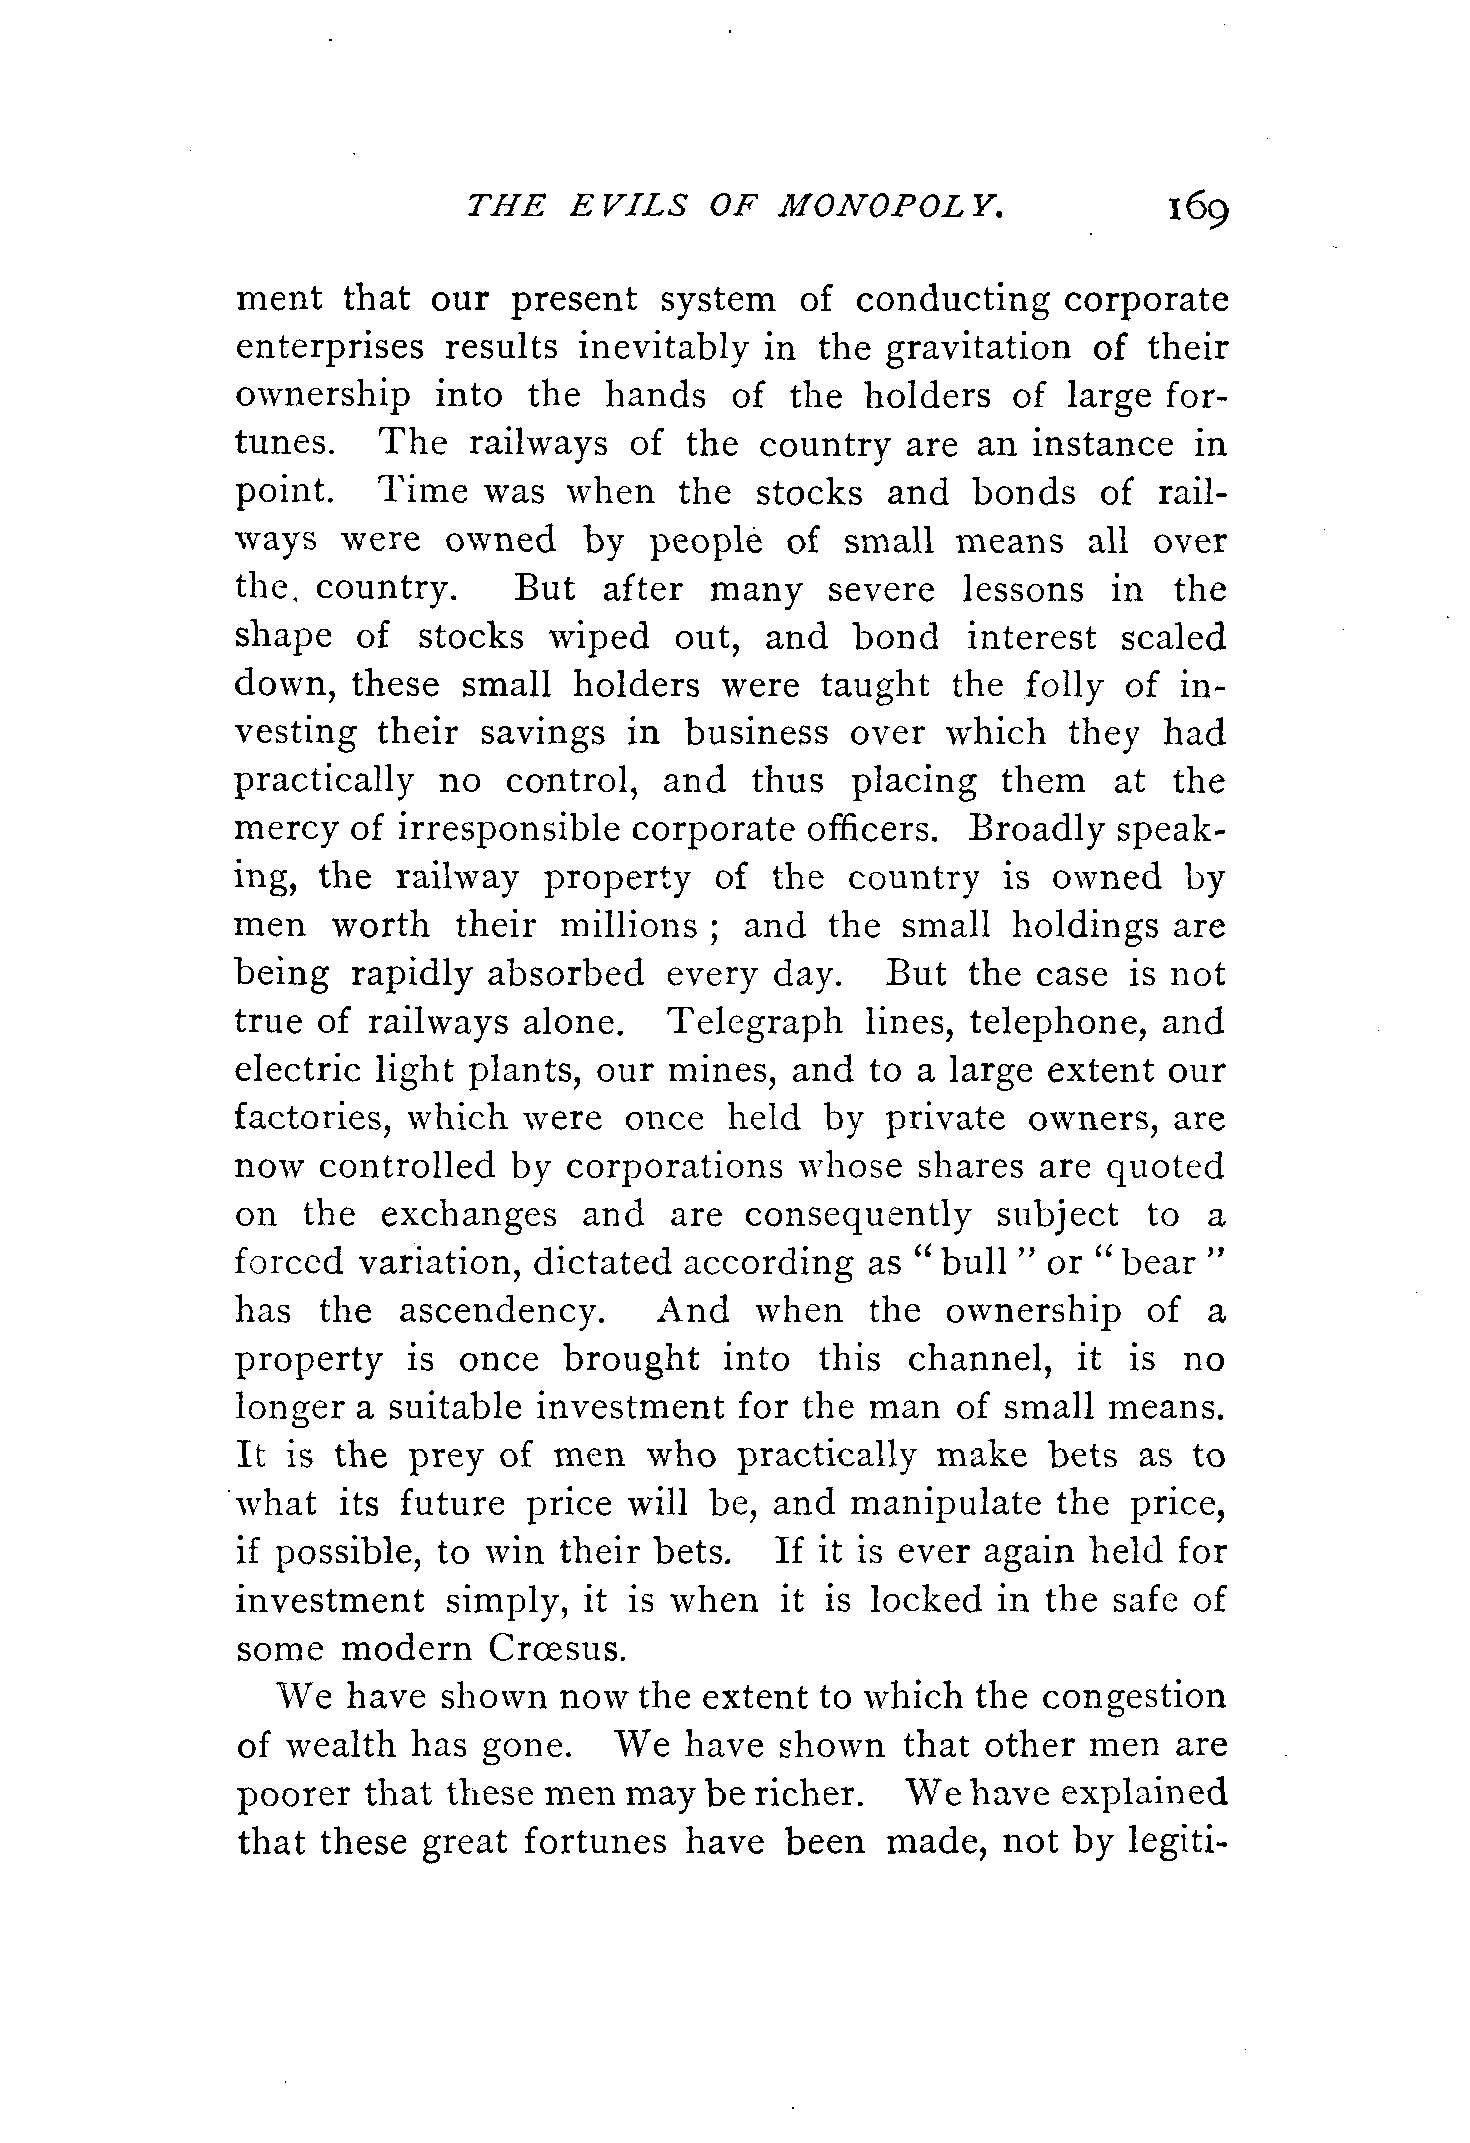 THE EVILS OF MONOPOLY. 169
ment that our present system of conducting corporate
enterprises results inevitably in the gravitation of their
ownership into the hands of the holders of large for-
tunes. The railways of the country are an instance in
point. Time was when the stocks and bonds of rail-
ways were owned by people of small means all over
the country. But after many severe lessons in the
shape of stocks wiped out, and bond interest scaled
down, these small holders were taught the folly of in-
vesting their savings in business over which they had
practically no control, and thus placing them at the
mercy of irresponsible corporate officers. Broadly speak-
ing, the railway property of the country is owned by
men worth their millions ; and the small holdings are
being rapidly absorbed every day. But the case is not
true of railways alone. Telegraph lines, telephone, and
electric light plants, our mines, and to a large extent our
factories, which were once held by private owners, are
now controlled by corporations whose shares are quoted
on the exchanges and are consequently subject to a
forced variation, dictated according as “ bull ” or “ bear ”
has the ascendency. And when the ownership of a
property is once brought into this channel, it is no
longer a suitable investment for the man of small means.
It is the prey of men who practically make bets as to
what its future price will be, and manipulate the price,
if possible, to win their bets. If it is ever again held for
investment simply, it is when it is locked in the safe of
some modern Crœsus.
We have shown now the extent to which the congestion
of wealth has gone. We have shown that other men are
poorer that these men may be richer. We have explained
that these great fortunes have been made, not by legiti-